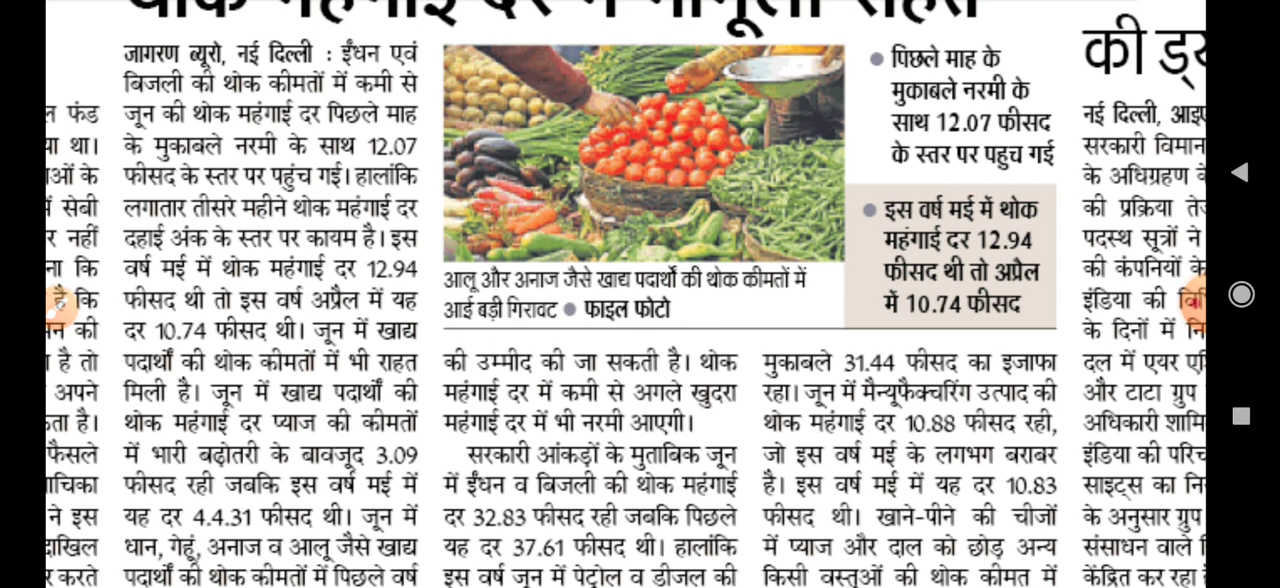 थोक महंगाई दर में मामूली राहत
जागरण ब्यूरो, नई दिल्ली : ईंधन एवं
बिजली की थोक कीमतों में कमी से
जून की थोक महंगाई दर पिछले माह
के मुकाबले नरमी के साथ 12.07
फीसद के स्तर पर पहुंच गई। हालांकि
लगातार तीसरे महीने थोक महंगाई दर
दहाई अंक के स्तर पर कायम है। इस
वर्ष मई में थोक महंगाई दर 12.94
फीसद थी तो इस वर्ष अप्रैल में यह
दर 10.74 फीसद थी। जून में खाद्य
पदार्थों की थोक कीमतों में भी राहत
मिली है। जून में खाद्य पदार्थों की
थोक महंगाई दर प्याज की कीमतों
में भारी बढ़ोतरी के बावजूद 3.09
फीसद रही जबकि इस वर्ष मई में
यह दर 4.4.31 फीसद थी। जून में
धान, गेहूं, अनाज व आलू जैसे खाद्य
पदार्थों की थोक कीमतों में पिछले वर्ष
आलू और अनाज जैसे खाद्य पदार्थों की थोक कीमतों में
आई बड़ी गिरावट ● फाइल फोटो
● पिछले माह के
मुकाबले नरमी के
साथ 12.07 फीसद
के स्तर पर पहुच गई
● इस वर्ष मई में थोक
महंगाई दर 12.94
फीसद थी तो अप्रैल
में 10.74 फीसद
की उम्मीद की जा सकती है। थोक
महंगाई दर में कमी से अगले खुदरा
महंगाई दर में भी नरमी आएगी।
सरकारी आंकड़ों के मुताबिक जून
में ईंधन व बिजली की थोक महंगाई
दर 32.83 फीसद रही जबकि पिछले
यह दर 37.61 फीसद थी। हालांकि
इस वर्ष जून में पेट्रोल व डीजल की
मुकाबले 31.44 फीसद का इजाफा
रहा। जून में मैन्यूफैक्चरिंग उत्पाद की
थोक महंगाई दर 10.88 फीसद रही,
जो इस वर्ष मई के लगभग बराबर
है। इस वर्ष मई में यह दर 10.83
फीसद थी। खाने-पीने की चीजों
में प्याज और दाल को छोड़ अन्य
किसी वस्तुओं की थोक कीमत में
फंड
था।
के
सेबी
नहीं
कि
कि
की
है तो
अपने
है।
फैसले
ने इस
करते
की
नई दिल्ली,
सरकारी विमान
के अधिग्रहण
की प्रक्रिया
पदस्थ सूत्रों ने
की कंपनियों के
इंडिया की
के दिनों में
दल में एयर
और टाटा ग्रुप
अधिकारी
इंडिया की
साइट्स का
के अनुसार ग्रुप
संसाधन वाले
केंद्रित कर रहा